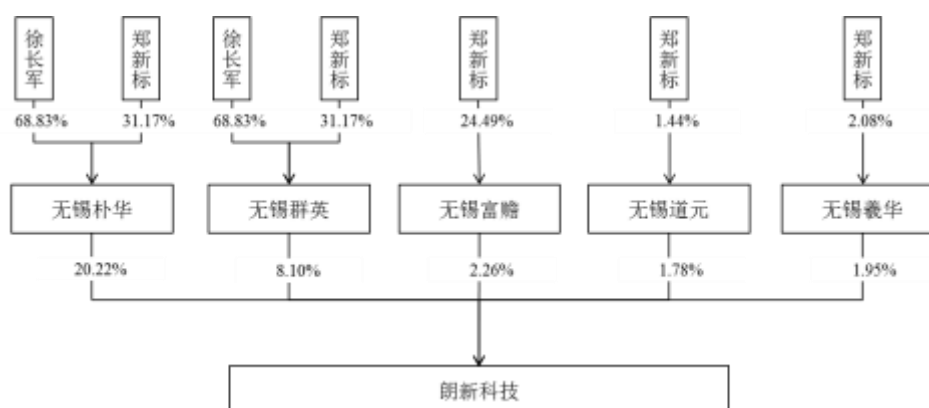 徐长军 郑新标 徐长军 郑新标 郑新标 郑新标 郑新标
68.83% 31.17% 68.83% 31.17% 24.49% 1.44% 2.08%
无锡朴华 无锡群英 无锡富赡 无锡道元 无锡羲华
20.22% 8.10% 2.26% 1.78% 1.95%
朗新科技